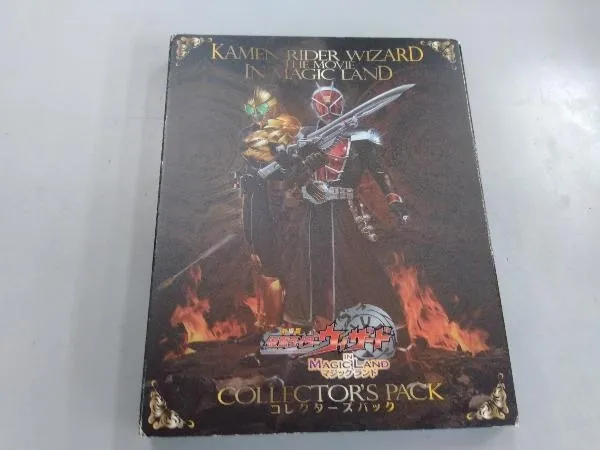 KAMEN RIDER WIZARD
THE MOVIE
IN MAGIC LAND
劇場版
仮面ライダーウィザード
IN
MAGIC LAND
マジックランド
COLLECTOR'S PACK
コレクターズパック